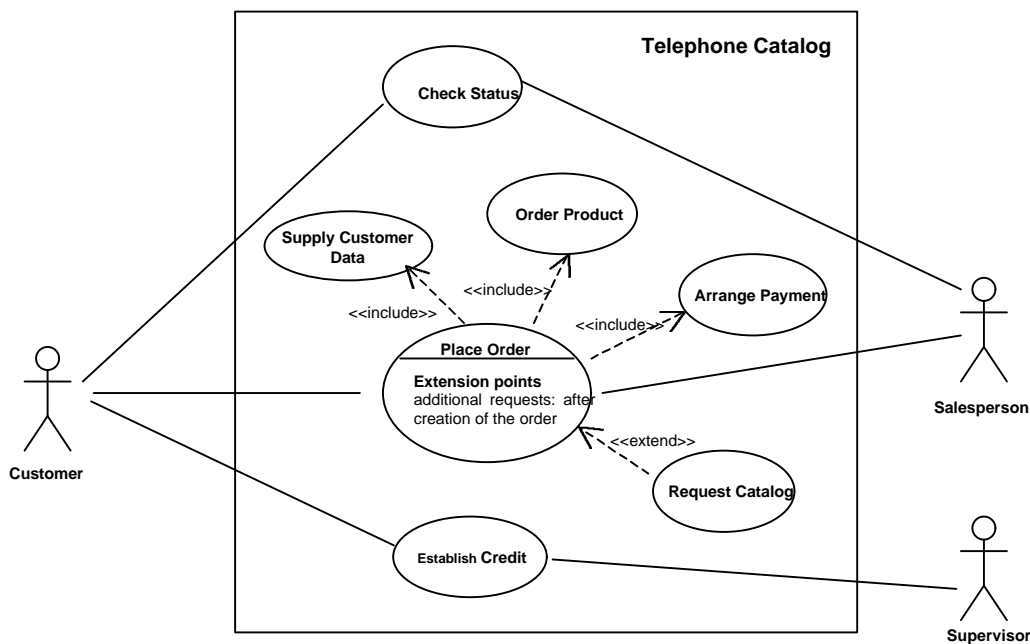 Telephone Catalog
Check Status
Order Product
Supply Customer
Data
<<include>>
Arrange Payment
<<include>>
<<include>>
Place Order
Extension points
additional requests: after
creation of the order
Salesperson
<<extend>>
Customer
Request Catalog
Establish Credit
Supervisor